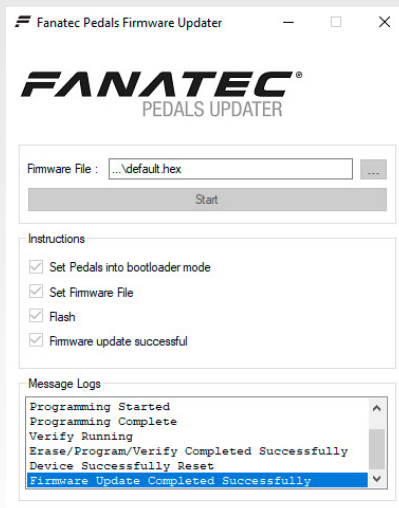 Fanatec Pedals Firmware Updater
FANATEC®
PEDALS UPDATER
Firmware File : ...\default.hex ...
Start
Instructions
Set Pedals into bootloader mode
Set Firmware File
Flash
Firmware update successful
Message Logs
Programming Started
Programming Complete
Verify Running
Erase/Program/Verify Completed Successfully
Device Successfully Reset
Firmware Update Completed Successfully